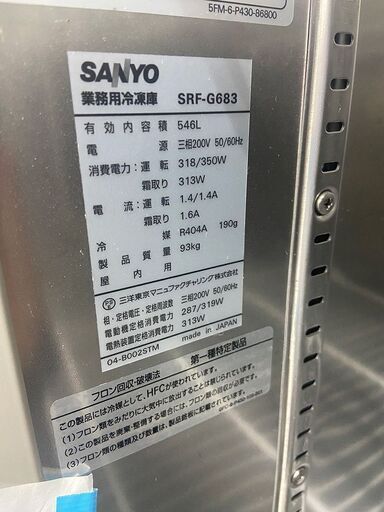 5FM-6-P430-86800
SANYO
業務用冷凍庫 SRF-G683
有効内容積 546L
電源 三相200V 50/60Hz
消費電力:運転 318/350W
霜取り 313W
電流:運転 1.4/1.4A
霜取り 1.6A
冷媒 R404A 190g
製品質量 93kg
屋内用
三洋東京マニュファクチャリング株式会社
相・定格電圧・定格周波数 三相200V 50/60Hz
電動機定格消費電力 287/319W
電熱装置定格消費電力 313W
04-B002STM made in JAPAN
フロン回収・破壊法 第一種特定製品
この製品には冷媒として、HFCが使われています。
(1)フロン類をみだりに大気中に放出することは禁じられています。
(2)この製品を廃棄・整備する場合には、フロン類の回収が必要です。
(3)フロン類の種類及び数量は、製品銘板に記載されています。